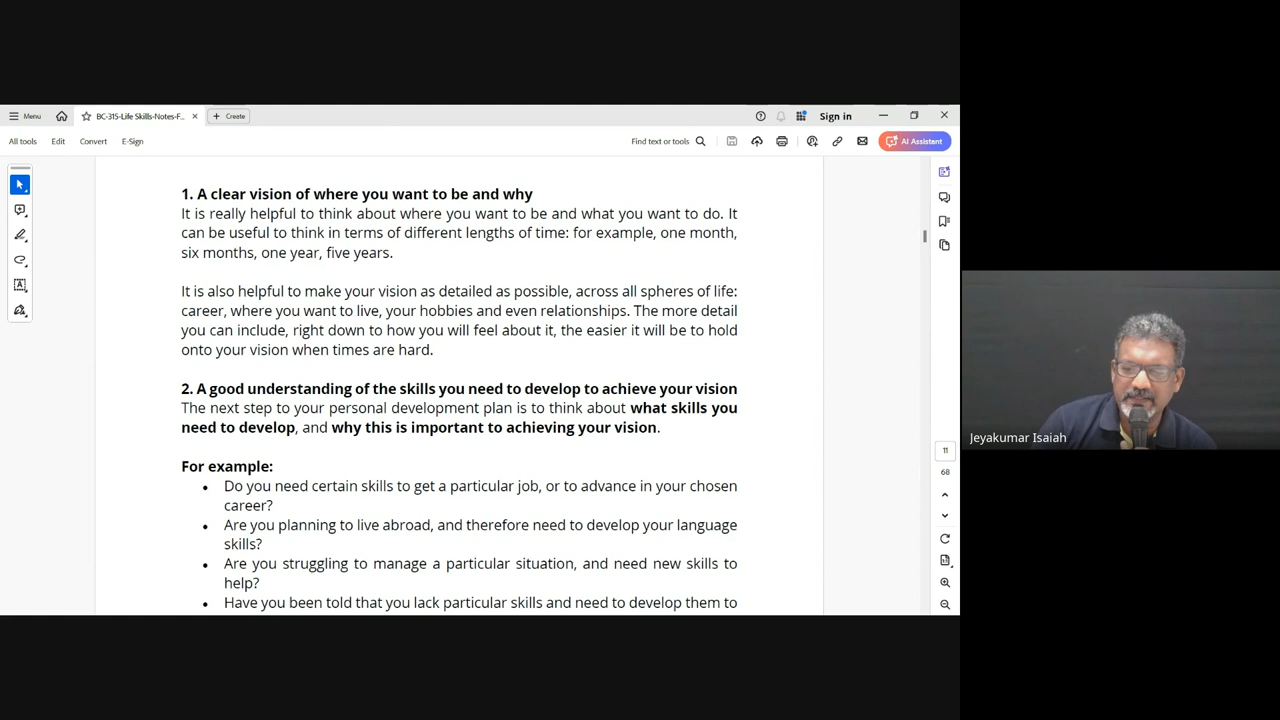 Menu
BC-315-Life Skills-Notes-F...
Create
Sign in
All tools
Edit
Convert
E-Sign
Find text or tools
AI Assistant
1. A clear vision of where you want to be and why
It is really helpful to think about where you want to be and what you want to do. It
can be useful to think in terms of different lengths of time: for example, one month,
six months, one year, five years.
It is also helpful to make your vision as detailed as possible, across all spheres of life:
career, where you want to live, your hobbies and even relationships. The more detail
you can include, right down to how you will feel about it, the easier it will be to hold
onto your vision when times are hard.
2. A good understanding of the skills you need to develop to achieve your vision
The next step to your personal development plan is to think about what skills you
need to develop, and why this is important to achieving your vision.
For example:
• Do you need certain skills to get a particular job, or to advance in your chosen
career?
• Are you planning to live abroad, and therefore need to develop your language
skills?
• Are you struggling to manage a particular situation, and need new skills to
help?
• Have you been told that you lack particular skills and need to develop them to
11
68
Jeyakumar Isaiah